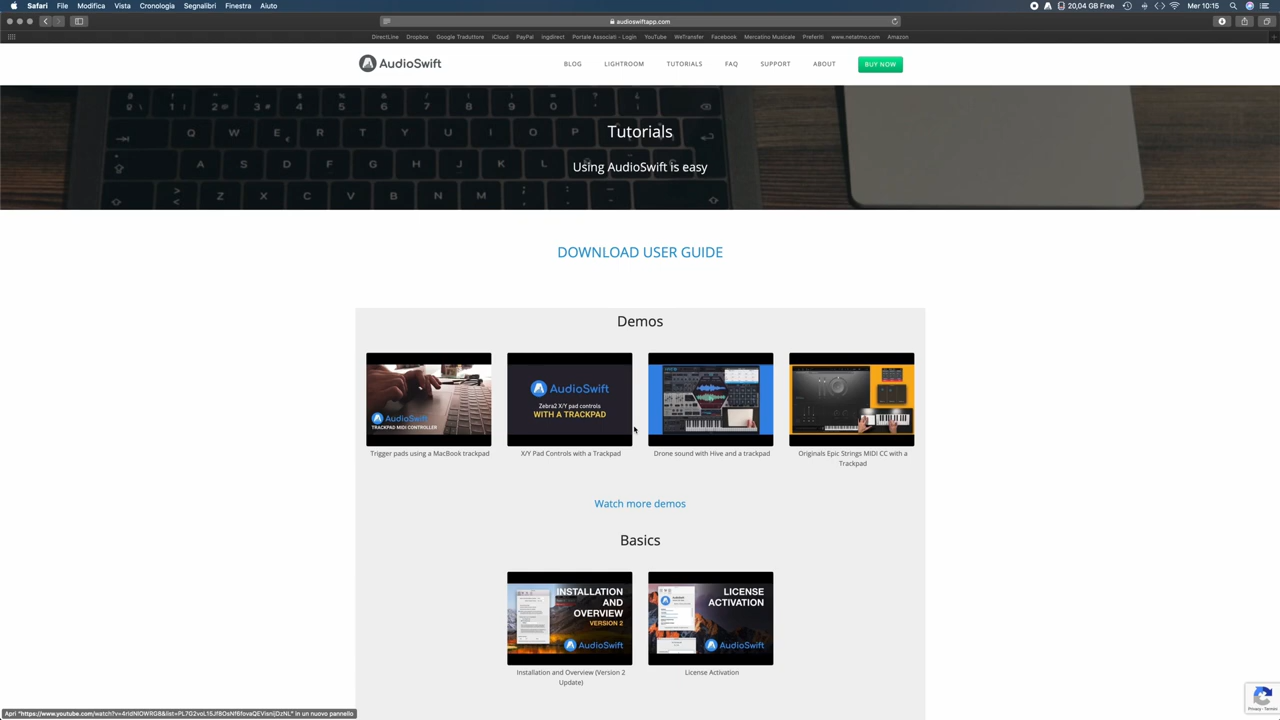 Safari File Modifica Vista Cronologia Segnalibri Finestra Aiuto 20,04 GB Free Mer 10:15
audioswiftapp.com
DirectLine Dropbox Google Traduttore iCloud PayPal ingdirect Portale Associati - Login YouTube WeTransfer Facebook Mercatino Musicale Preferiti www.netatmo.com Amazon
AudioSwift BLOG LIGHTROOM TUTORIALS FAQ SUPPORT ABOUT BUY NOW
Tutorials
Using AudioSwift is easy
DOWNLOAD USER GUIDE
Demos
AudioSwift
TRACKPAD MIDI CONTROLLER
AudioSwift
Zebra2 X/Y pad controls
WITH A TRACKPAD
Trigger pads using a MacBook trackpad
X/Y Pad Controls with a Trackpad
Drone sound with Hive and a trackpad
Originals Epic Strings MIDI CC with a
Trackpad
Watch more demos
Basics
INSTALLATION
AND
OVERVIEW
VERSION 2
AudioSwift
LICENSE
ACTIVATION
AudioSwift
Installation and Overview (Version 2
Update)
License Activation
Privacy - Termini